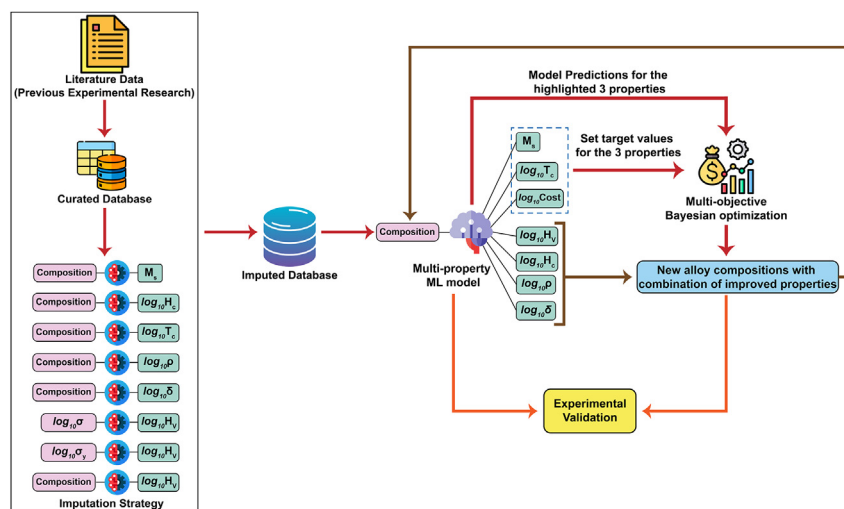 Literature Data
(Previous Experimental Research)
Curated Database
Composition
Ms
Composition
log10Hc
Composition
log10Tc
Composition
log10ρ
Composition
log10δ
log10σ
log10HV
log10σy
log10HV
Composition
log10HV
Imputation Strategy
Imputed Database
Composition
Multi-property
ML model
Model Predictions for the
highlighted 3 properties
Ms
log10Tc
log10Cost
log10HV
log10Hc
log10ρ
log10δ
Set target values
for the 3 properties
Multi-objective
Bayesian optimization
New alloy compositions with
combination of improved properties
Experimental
Validation